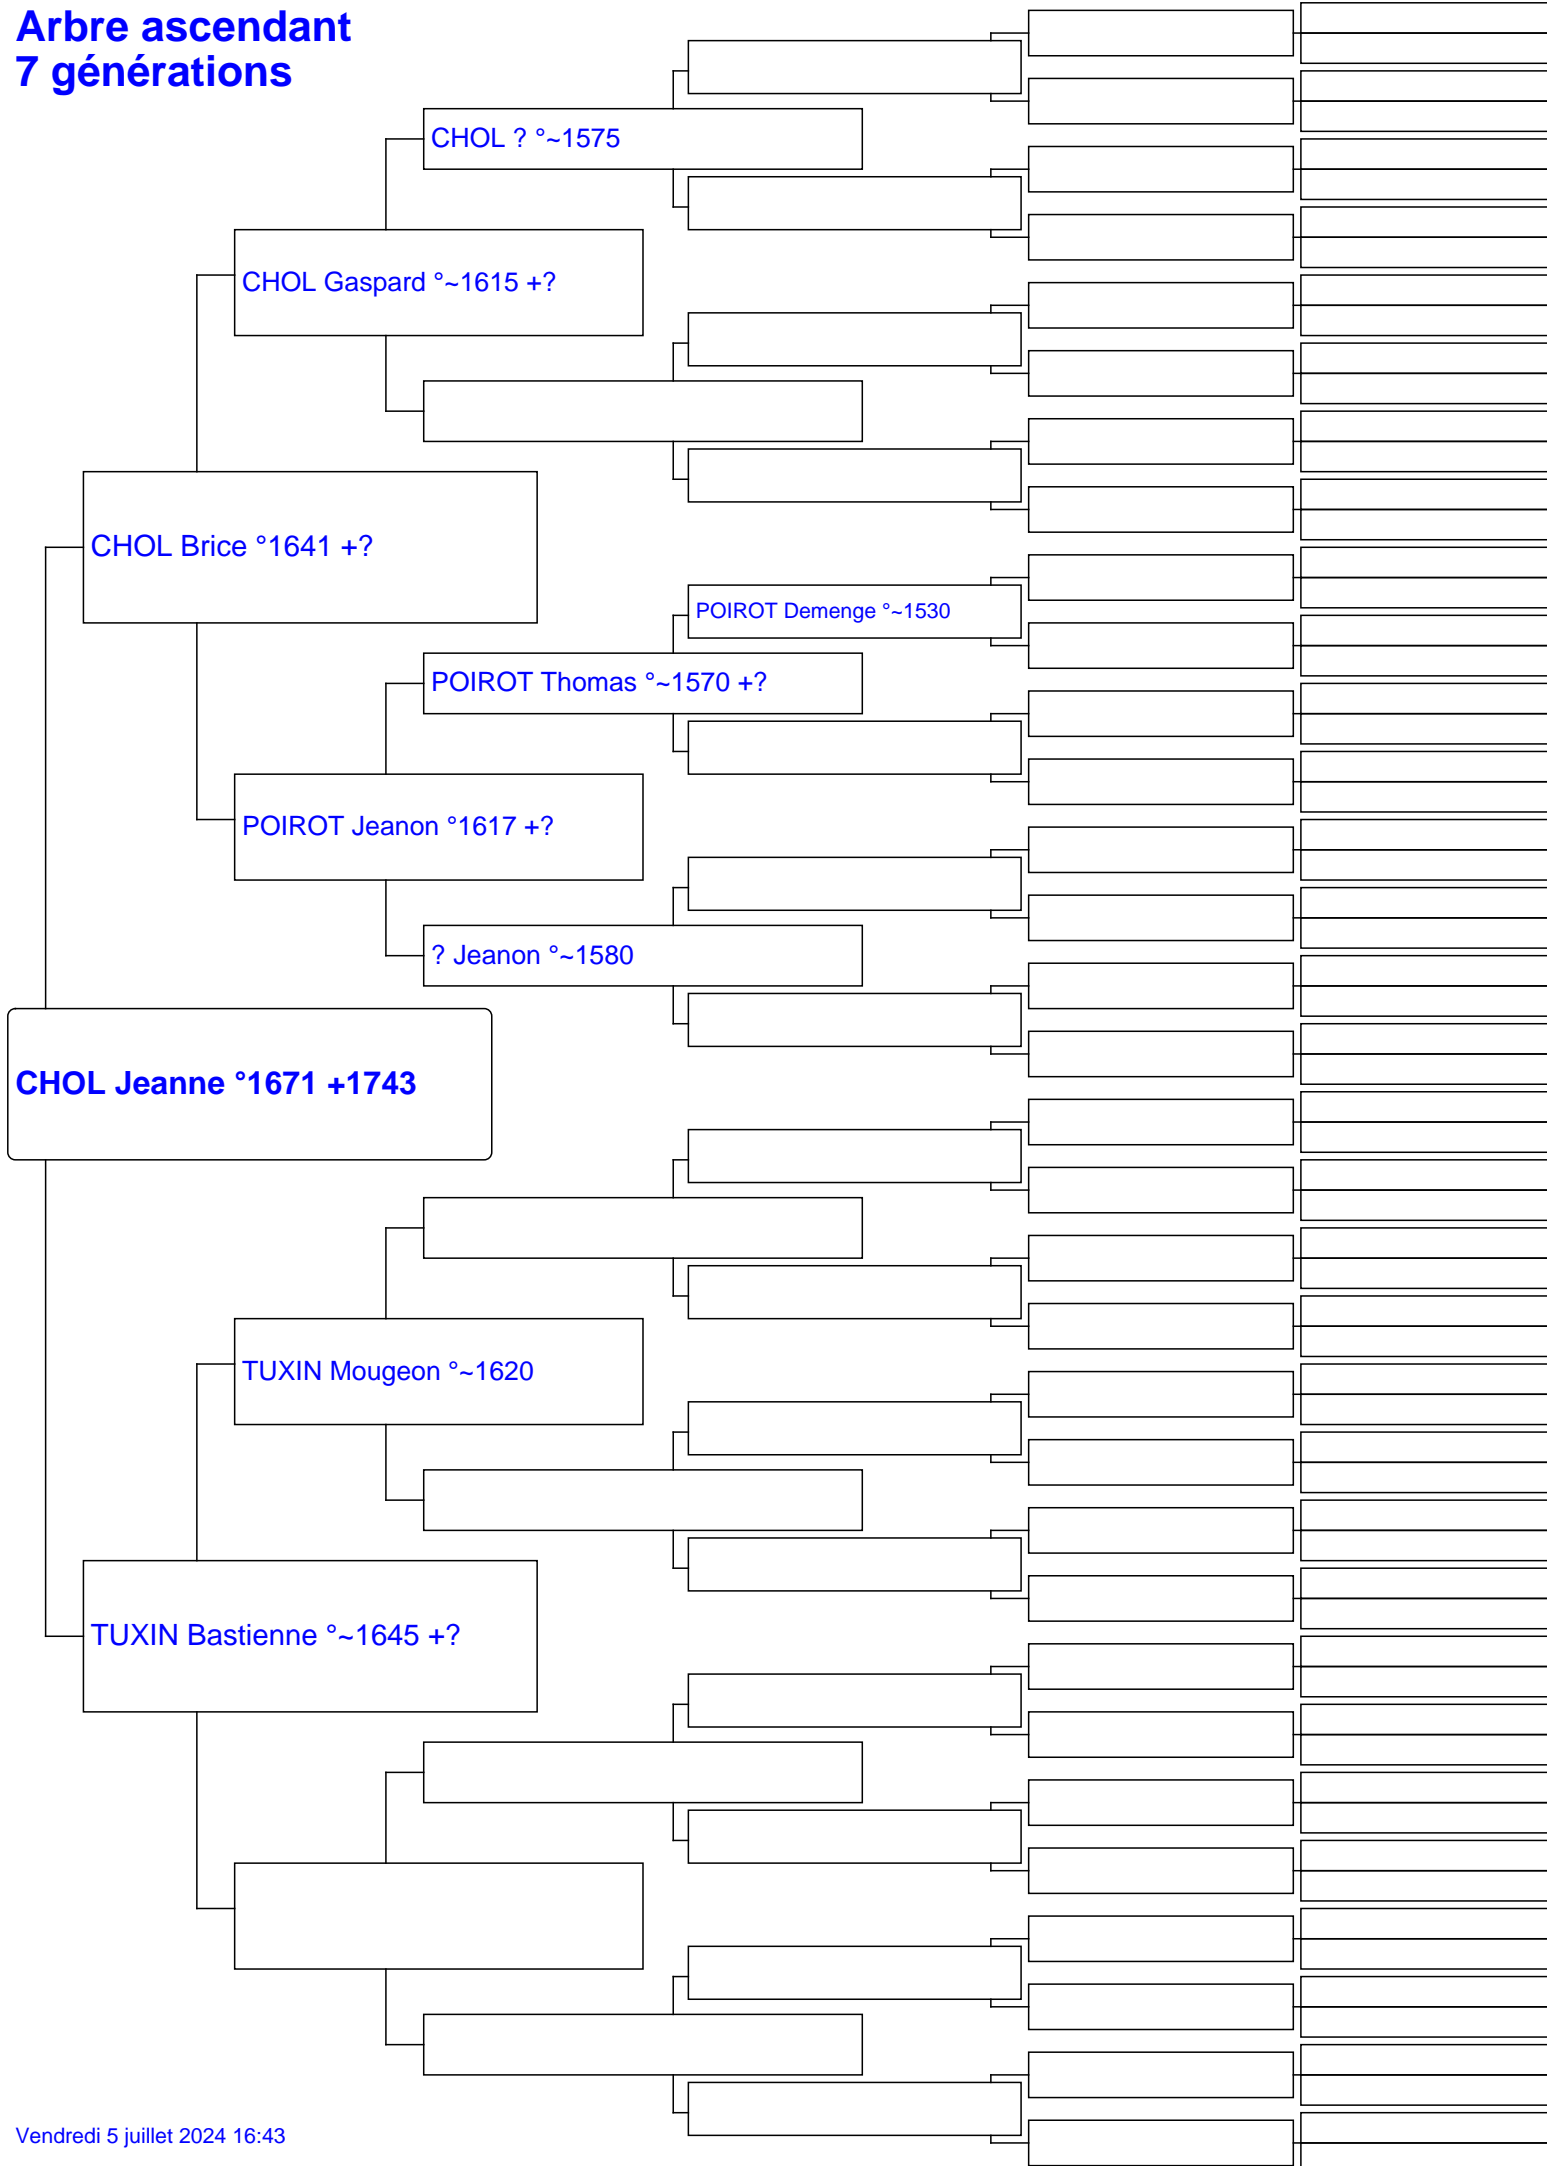 Arbre ascendant
7 générations
CHOL ? °~1575
CHOL Gaspard °~1615 +?
CHOL Brice °1641 +?
POIROT Demenge °~1530
POIROT Thomas °~1570 +?
POIROT Jeanon °1617 +?
? Jeanon °~1580
CHOL Jeanne °1671 +1743
TUXIN Mougeon °~1620
TUXIN Bastienne °~1645 +?
Vendredi 5 juillet 2024 16:43